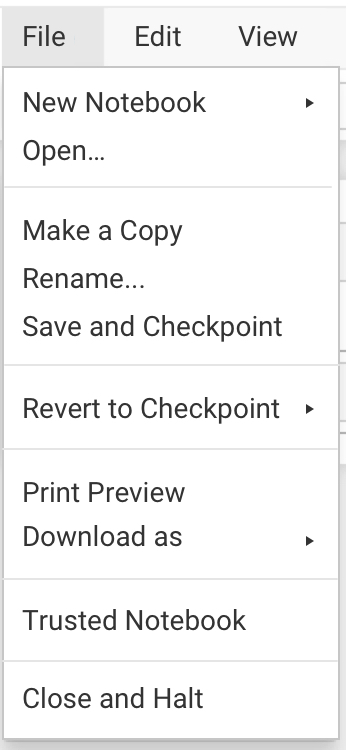 File Edit View
New Notebook
Open...
Make a Copy
Rename...
Save and Checkpoint
Revert to Checkpoint
Print Preview
Download as
Trusted Notebook
Close and Halt